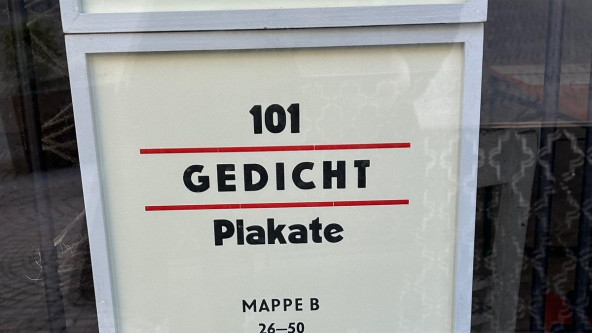 101
GEDICHT
Plakate
MAPPE B
26–50